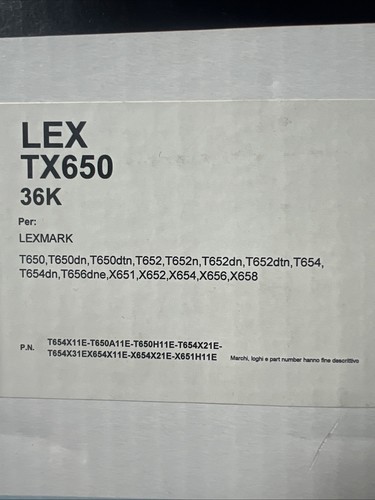 LEX
TX650
36K
Per:
LEXMARK
T650,T650dn,T650dtn,T652,T652n,T652dn,T652dtn,T654,
T654dn,T656dne,X651,X652,X654,X656,X658
P.N. T654X11E-T650A11E-T650H11E-T654X21E-
T654X31EX654X11E-X654X21E-X651H11E Marchi, loghi e part number hanno fine descrittivo